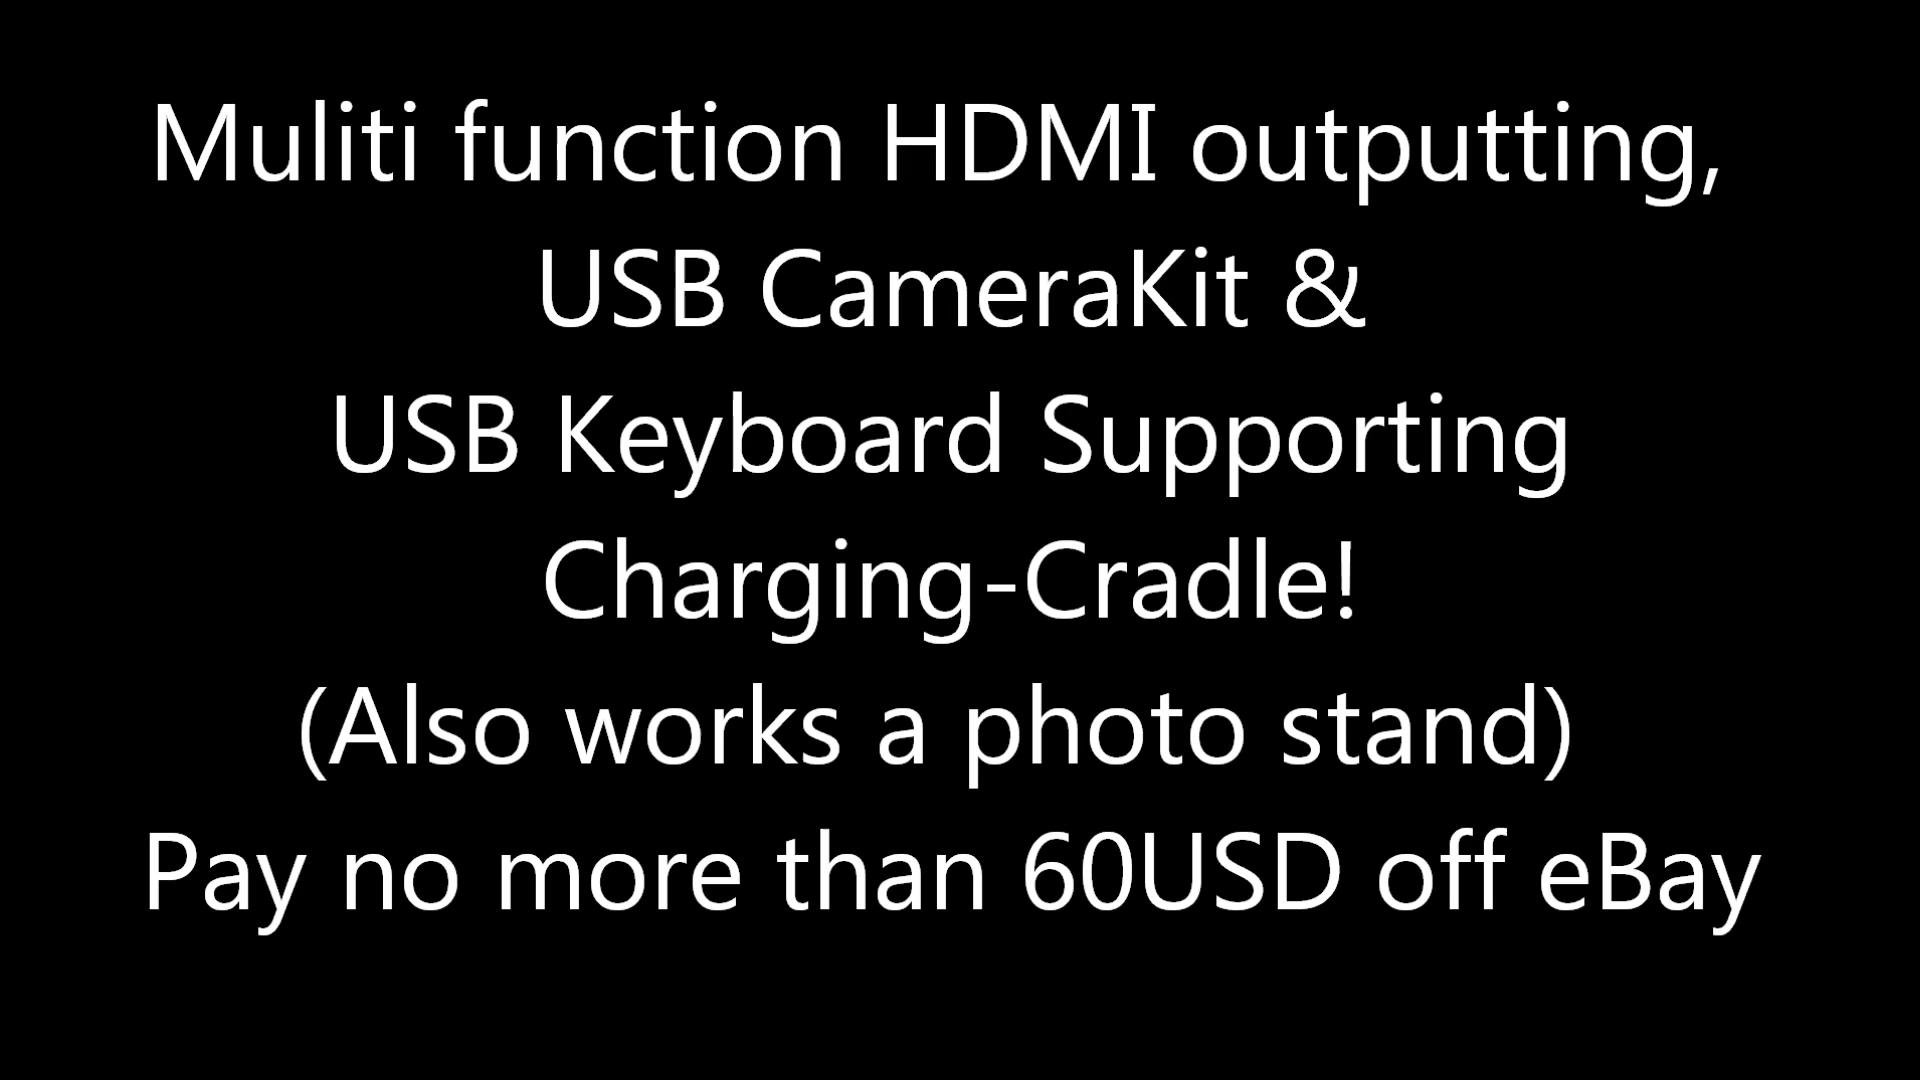 Muliti function HDMI outputting,
USB CameraKit &
USB Keyboard Supporting
Charging-Cradle!
(Also works a photo stand)
Pay no more than 60USD off eBay